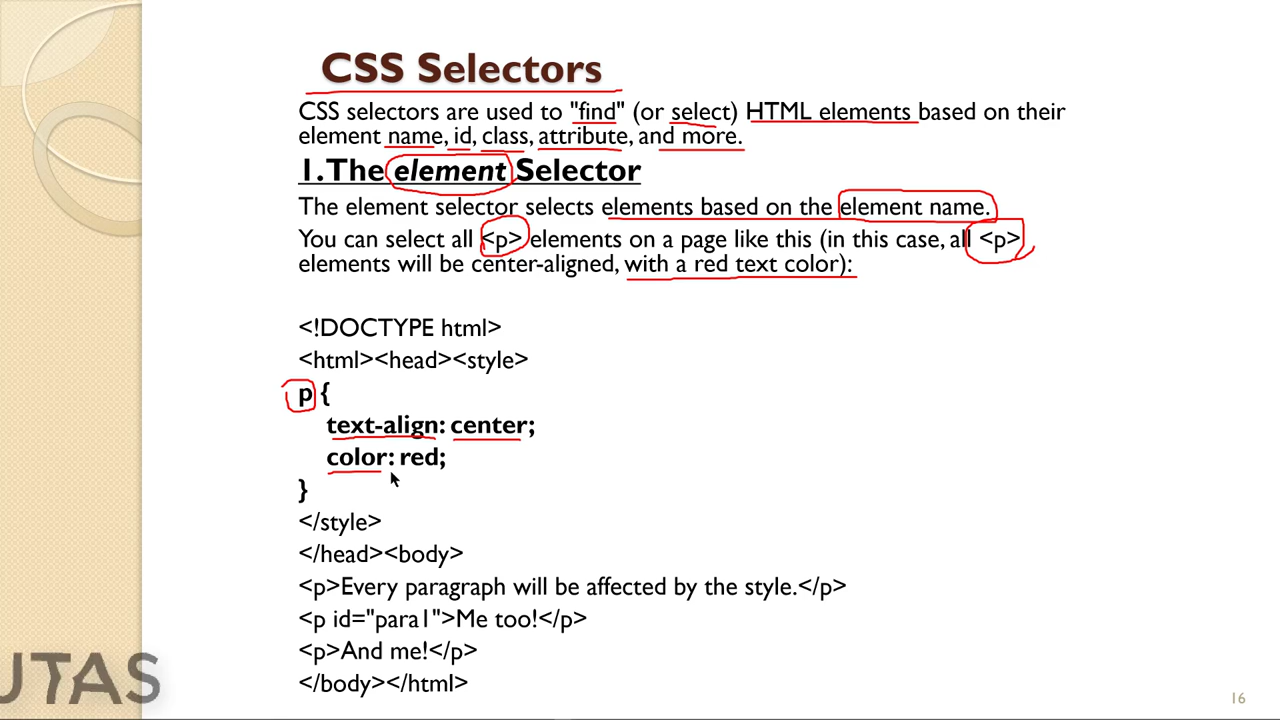 CSS Selectors
CSS selectors are used to "find" (or select) HTML elements based on their
element name, id, class, attribute, and more.
1.The element Selector
The element selector selects elements based on the element name.
You can select all <p> elements on a page like this (in this case, all <p>
elements will be center-aligned, with a red text color):
<!DOCTYPE html>
<html><head><style>
p {
text-align: center;
color: red;
}
</style>
</head><body>
<p>Every paragraph will be affected by the style.</p>
<p id="para1">Me too!</p>
<p>And me!</p>
</body></html>
UTAS
16